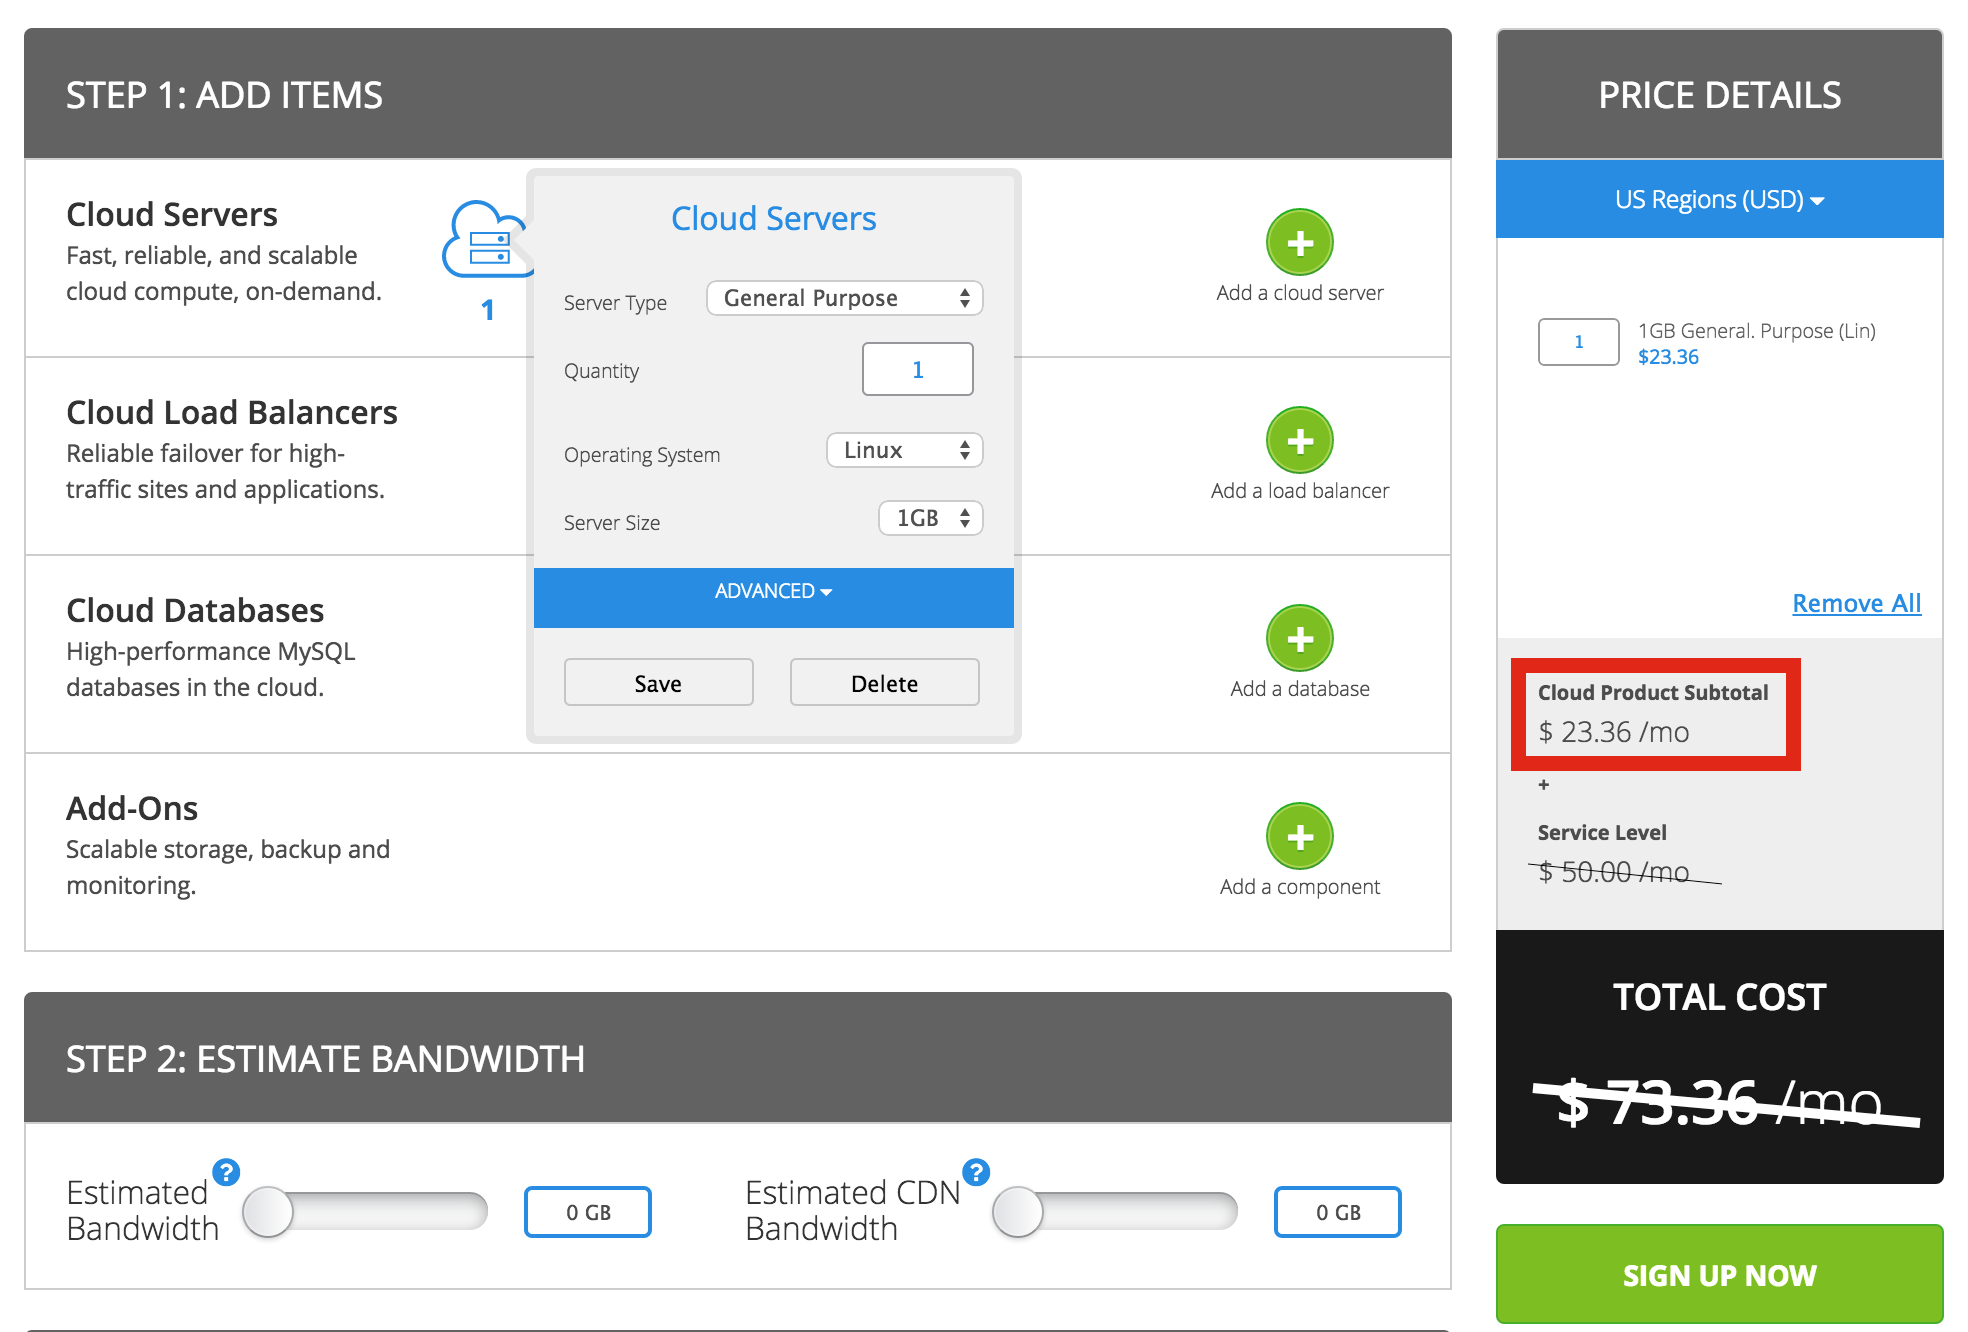 STEP 1: ADD ITEMS
Cloud Servers
Fast, reliable, and scalable
cloud compute, on-demand.
1
Cloud Servers
Server Type
General Purpose
Quantity
1
Operating System
Linux
Server Size
1GB
ADVANCED
Save
Delete
Add a cloud server
Cloud Load Balancers
Reliable failover for high-
traffic sites and applications.
Add a load balancer
Cloud Databases
High-performance MySQL
databases in the cloud.
Add a database
Add-Ons
Scalable storage, backup and
monitoring.
Add a component
STEP 2: ESTIMATE BANDWIDTH
Estimated
Bandwidth
?
0 GB
Estimated CDN
Bandwidth
?
0 GB
PRICE DETAILS
US Regions (USD)
1
1GB General. Purpose (Lin)
$23.36
Remove All
Cloud Product Subtotal
$ 23.36 /mo
+
Service Level
$ 50.00 /mo
TOTAL COST
$ 73.36 /mo
SIGN UP NOW